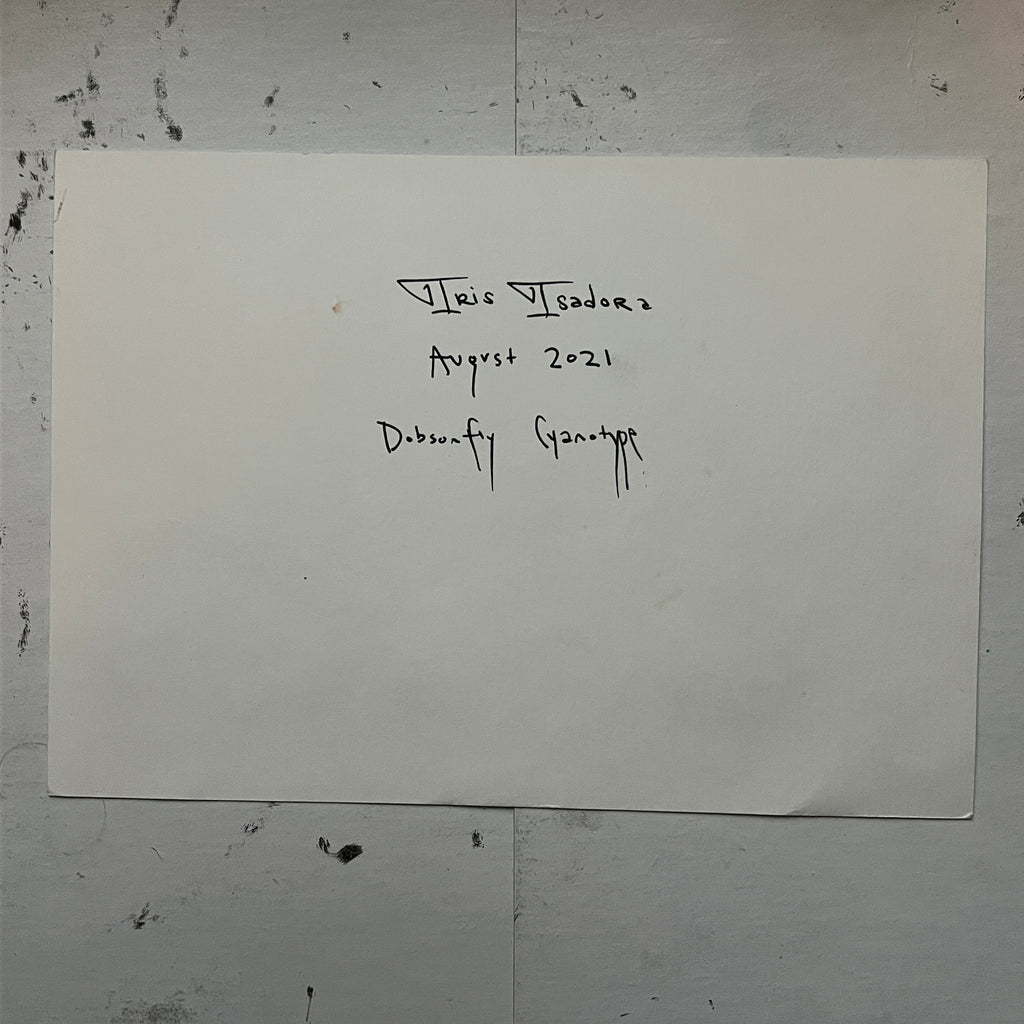 Iris Isadora
August 2021
Dobsonfly Cyanotype